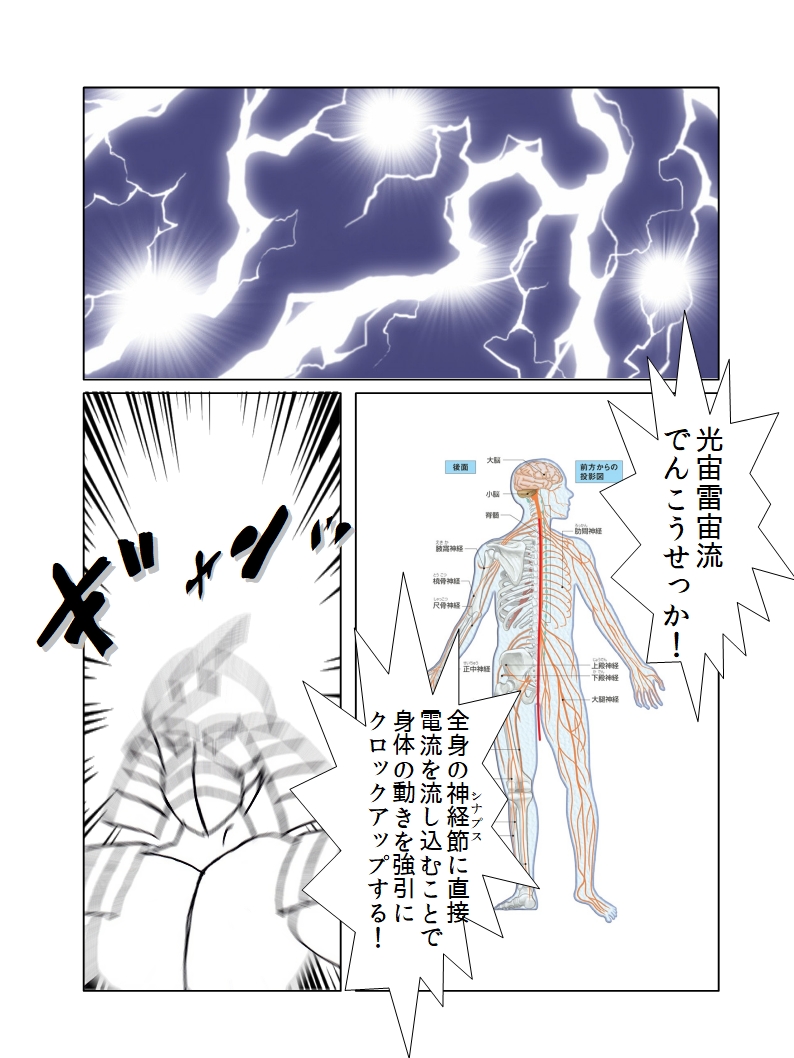 光宙雷宙流
でんこうせっか!
後面
大脳
前方からの
投影図
小脳
脊髄
肋間神経
腋窩神経
橈骨神経
尺骨神経
正中神経
上殿神経
下殿神経
大腿神経
全身の神経節に直接
シナプス
電流を流し込むことで
身体の動きを強引に
クロックアップする!
ギャンッ